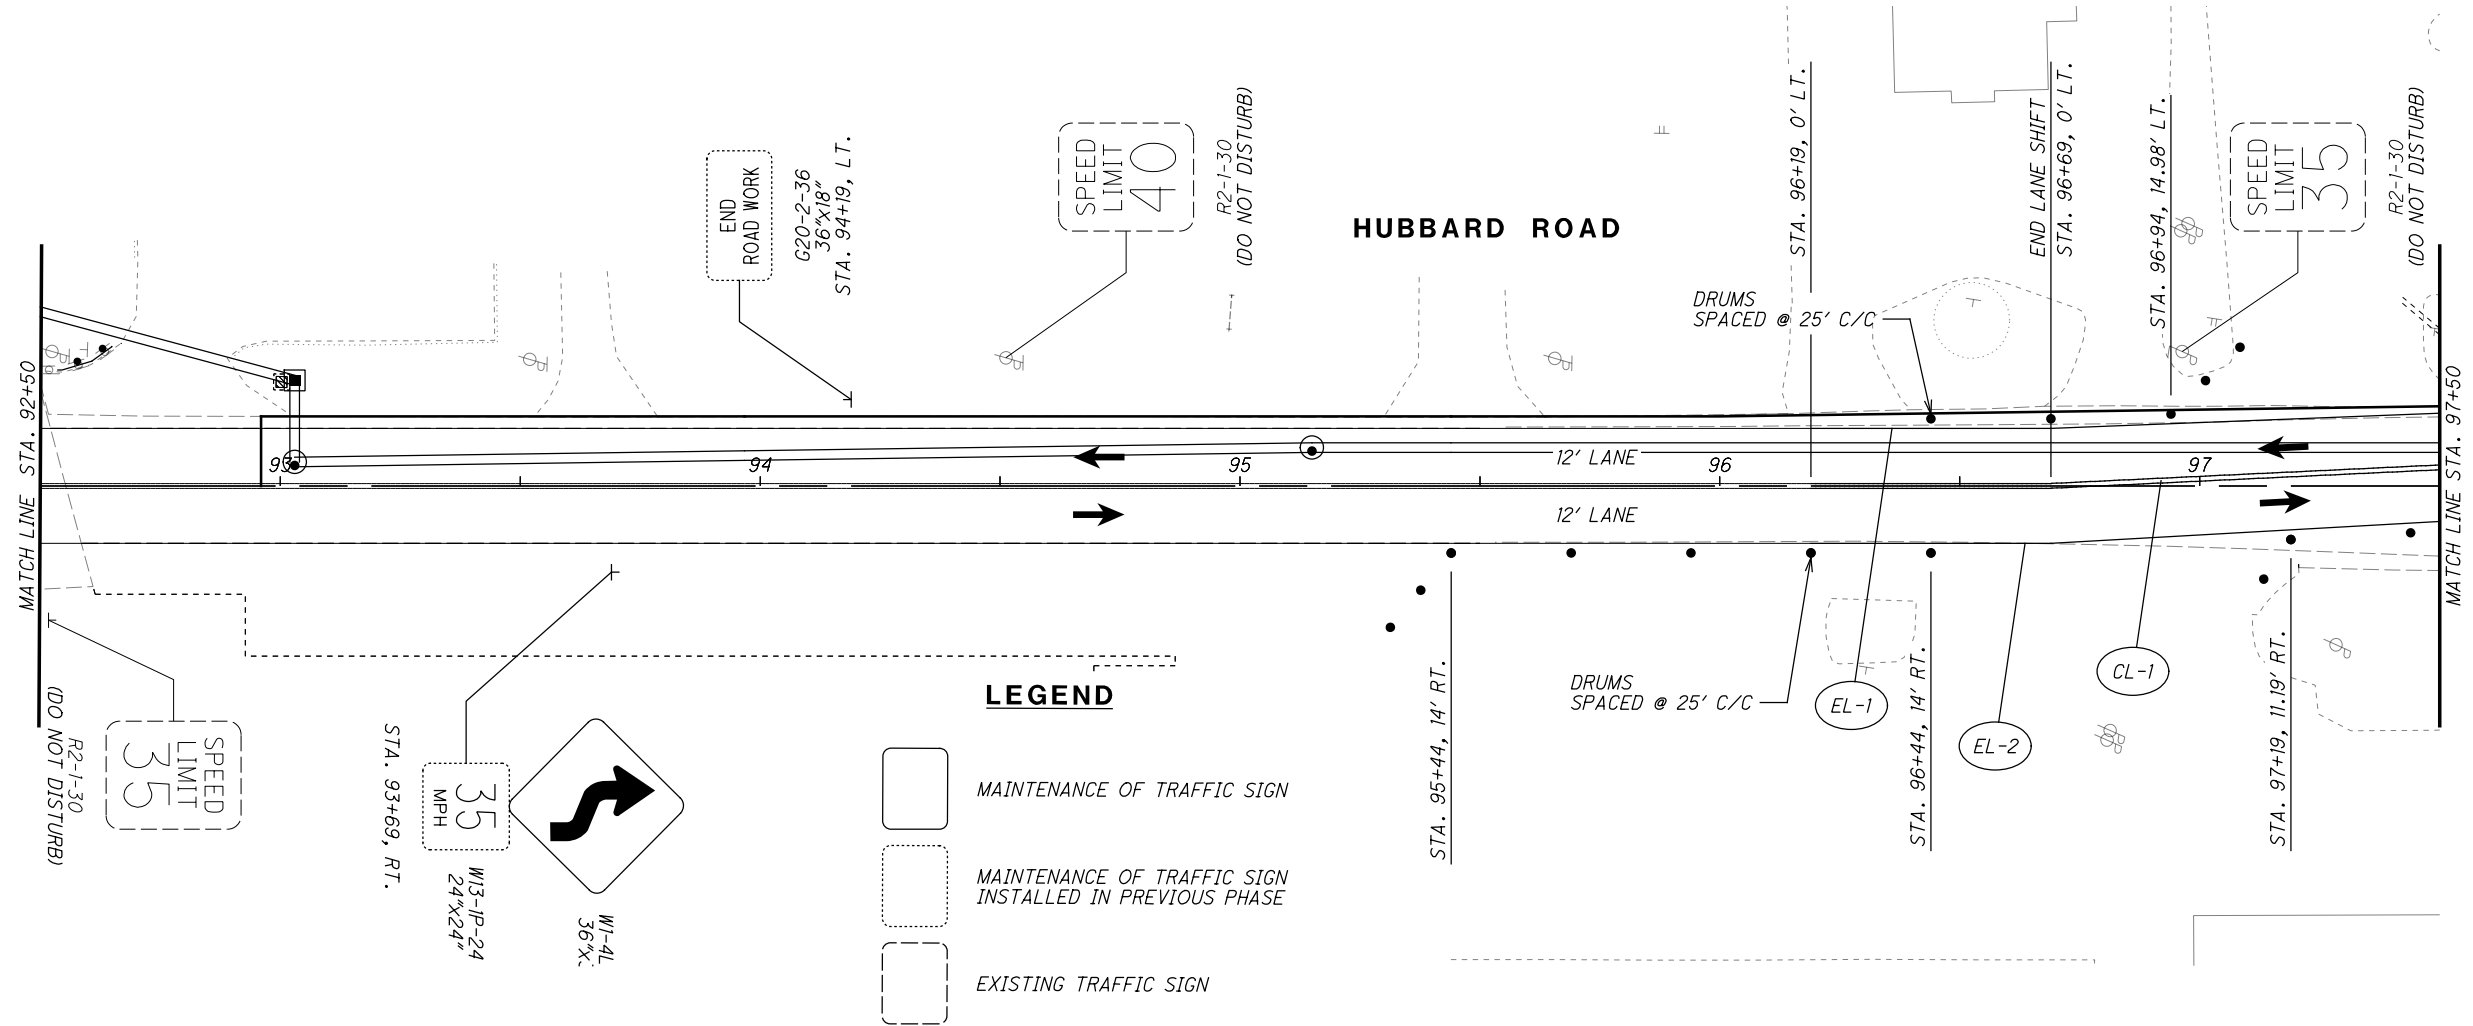 MATCH LINE STA. 92+50
END
ROAD WORK
G20-2-36
36"x18"
STA. 94+19, LT.
SPEED
LIMIT
40
R2-1-30
(DO NOT DISTURB)
HUBBARD ROAD
STA. 96+19, 0' LT.
END LANE SHIFT
STA. 96+69, 0' LT.
STA. 96+94, 14.98' LT.
SPEED
LIMIT
35
R2-1-30
(DO NOT DISTURB)
DRUMS
SPACED @ 25' C/C
93
94
95
96
97
12' LANE
12' LANE
MATCH LINE STA. 97+50
SPEED
LIMIT
35
R2-1-30
(DO NOT DISTURB)
STA. 93+69, RT.
35
MPH
W13-1P-24
24"x24"
W1-4L
36"x
LEGEND
MAINTENANCE OF TRAFFIC SIGN
MAINTENANCE OF TRAFFIC SIGN
INSTALLED IN PREVIOUS PHASE
EXISTING TRAFFIC SIGN
STA. 95+44, 14' RT.
DRUMS
SPACED @ 25' C/C
EL-1
STA. 96+44, 14' RT.
EL-2
CL-1
STA. 97+19, 11.19' RT.